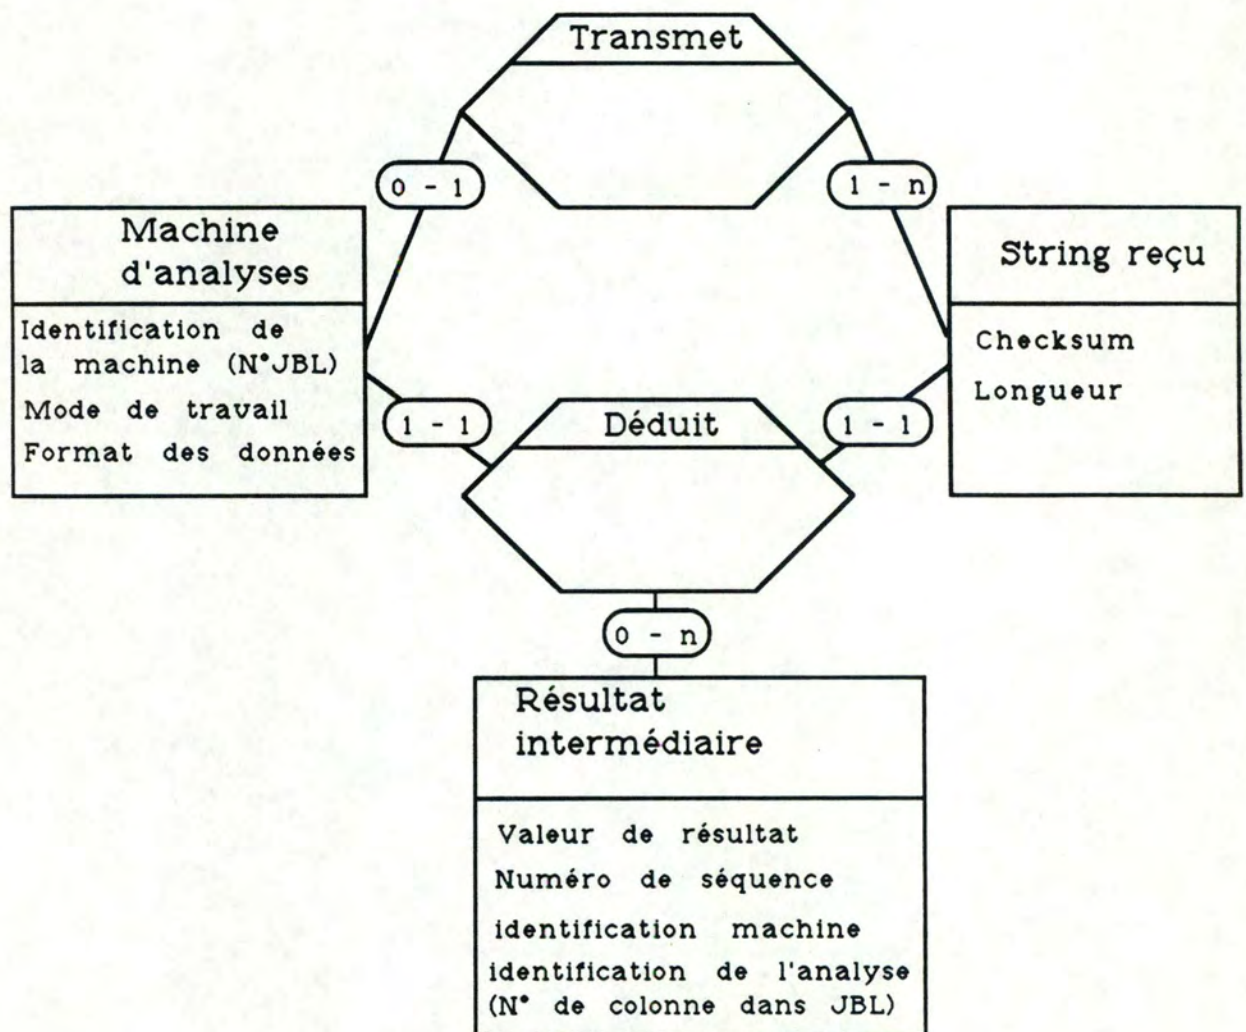 Transmet
0 - 1
1 - n
Machine
d'analyses
String reçu
Identification de
la machine (N°JBL)
Mode de travail
Format des données
Checksum
Longueur
1 - 1
Déduit
1 - 1
0 - n
Résultat
intermédiaire
Valeur de résultat
Numéro de séquence
identification machine
identification de l'analyse
(N° de colonne dans JBL)